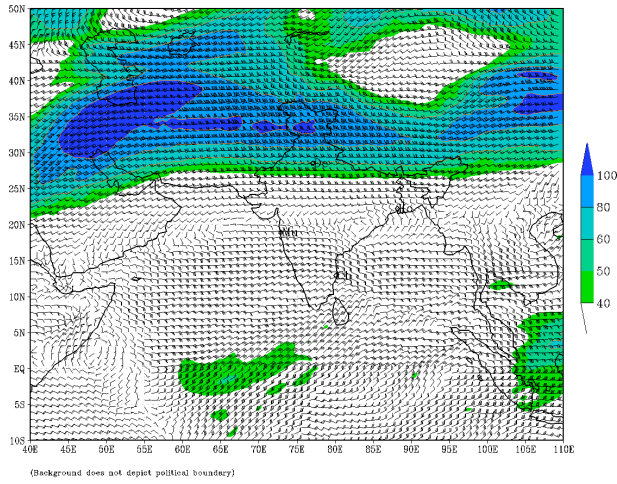 50N
45N
40N
35N
30N
25N
20N
15N
10N
5N
EQ
5S
10S
40E 45E 50E 55E 60E 65E 70E 75E 80E 85E 90E 95E 100E 105E 110E
100
80
60
50
40
(Background does not depict political boundary)